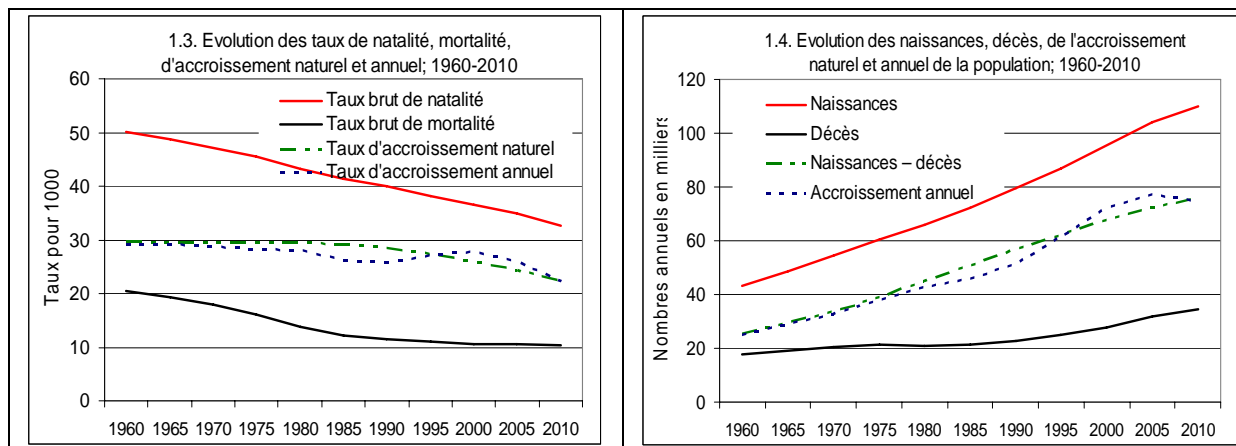 1.3. Evolution des taux de natalité, mortalité,
d'accroissement naturel et annuel; 1960-2010
Taux pour 1000
60
50
40
30
20
10
0
Taux brut de natalité
Taux brut de mortalité
Taux d'accroissement naturel
Taux d'accroissement annuel
1960 1965 1970 1975 1980 1985 1990 1995 2000 2005 2010
1.4. Evolution des naissances, décès, de l'accroissement
naturel et annuel de la population; 1960-2010
Nombres annuels en milliers
120
100
80
60
40
20
0
Naissances
Décès
Naissances – décès
Accroissement annuel
1960 1965 1970 1975 1980 1985 1990 1995 2000 2005 2010